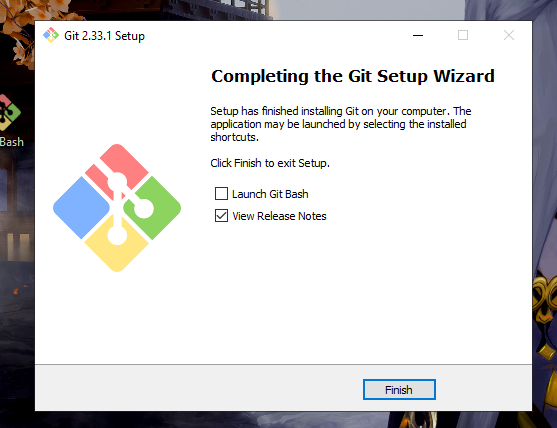 Git 2.33.1 Setup
Completing the Git Setup Wizard
Setup has finished installing Git on your computer. The
application may be launched by selecting the installed
shortcuts.
Bash
Click Finish to exit Setup.
Launch Git Bash
View Release Notes
Finish